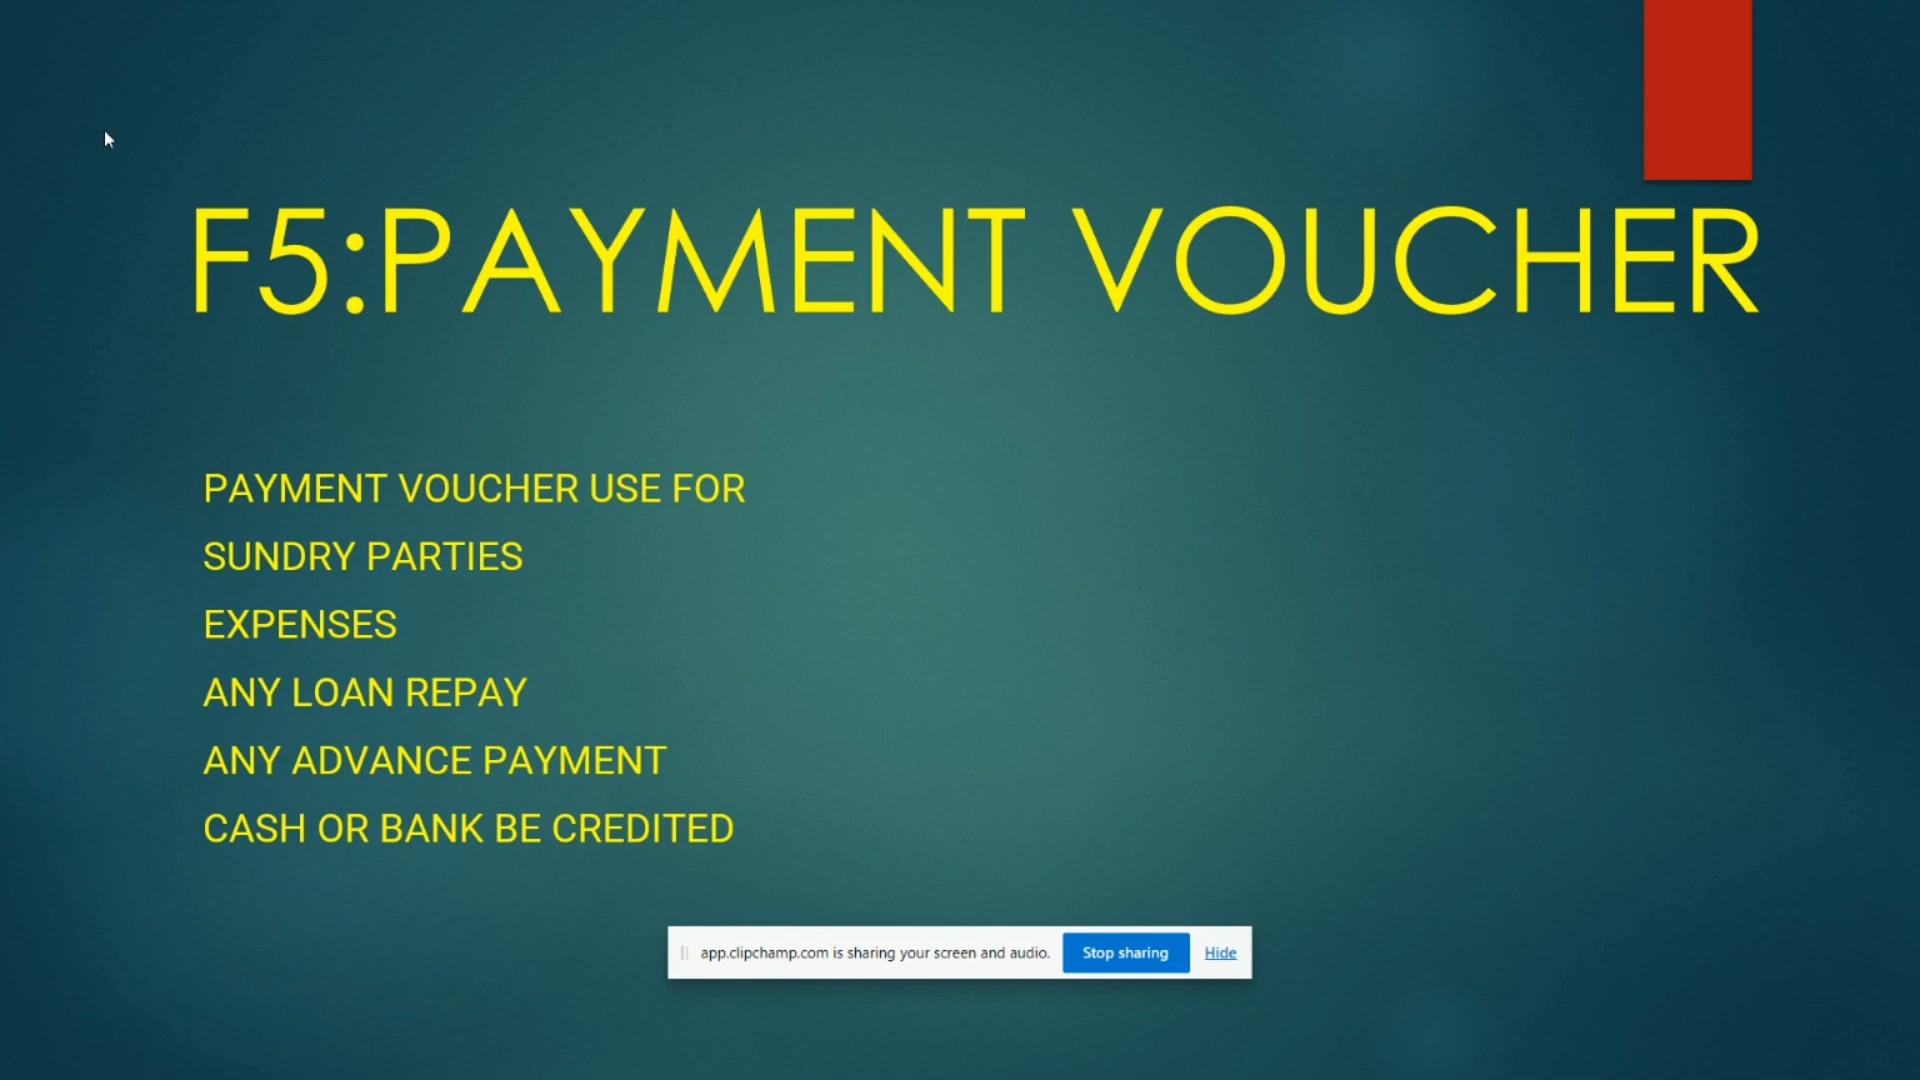 F5:PAYMENT VOUCHER
PAYMENT VOUCHER USE FOR
SUNDRY PARTIES
EXPENSES
ANY LOAN REPAY
ANY ADVANCE PAYMENT
CASH OR BANK BE CREDITED
app.clipchamp.com is sharing your screen and audio. Stop sharing Hide